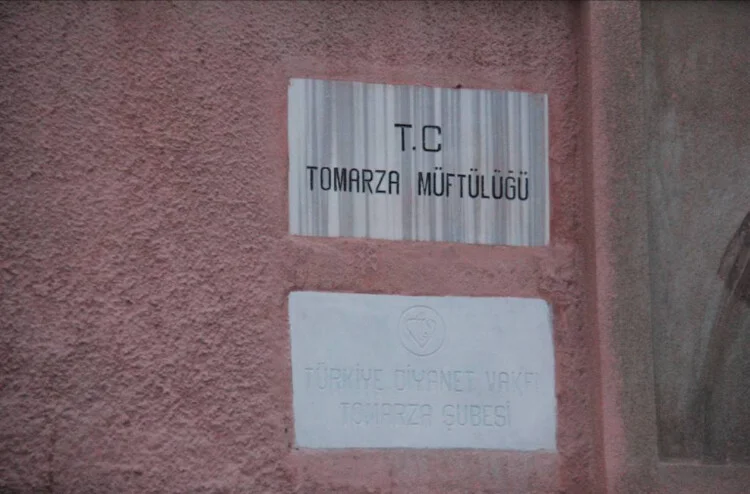 T.C
TOMARZA MÜFTÜLÜĞÜ
TÜRKİYE DİYANET VAKFI
TOMARZA ŞUBESİ